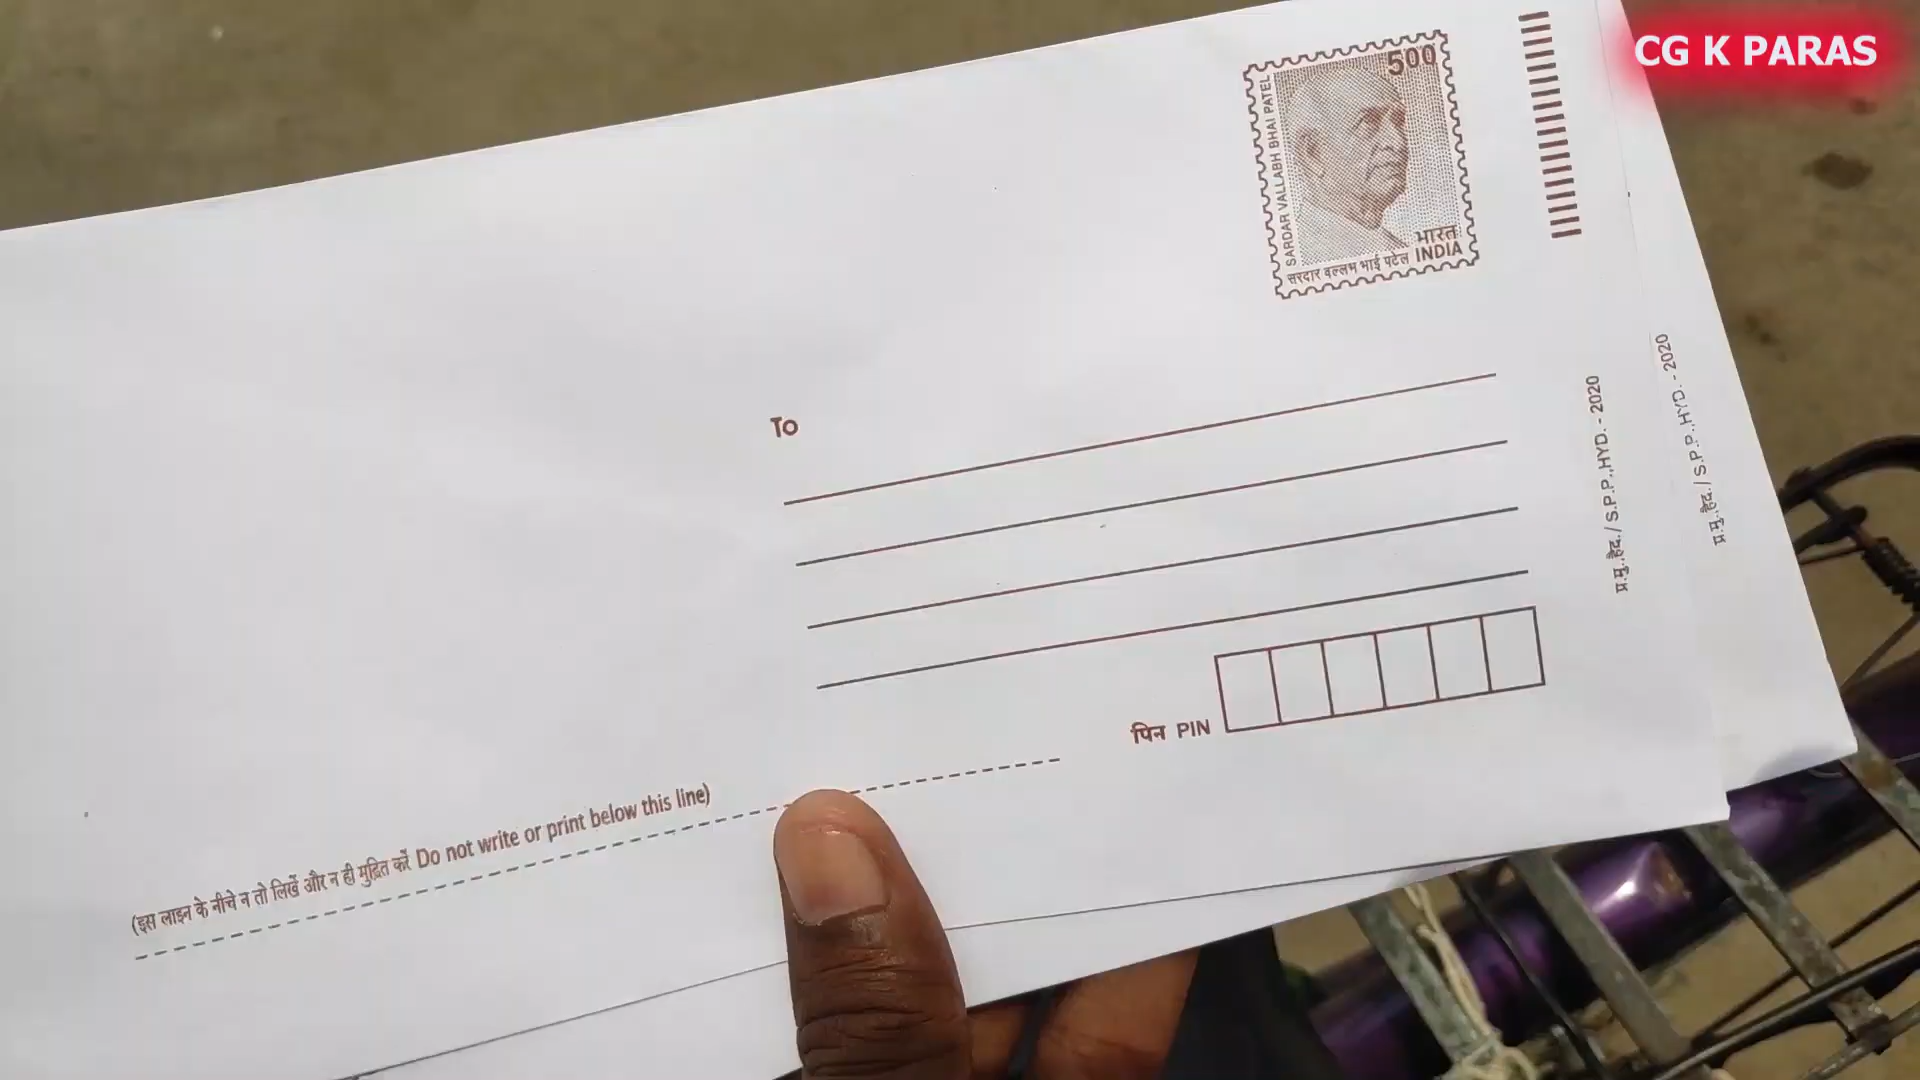 CG K PARAS
500
SARDAR VALLABH BHAI PATEL
भारत
INDIA
सरदार वल्लभ भाई पटेल
To
प्र.मु.,हैद. / S.P.P.,HYD. - 2020
प्र.मु.,हैद. / S.P.P.,HYD. - 2020
पिन PIN
(इस लाइन के नीचे न तो लिखें और न ही मुद्रित करें Do not write or print below this line)